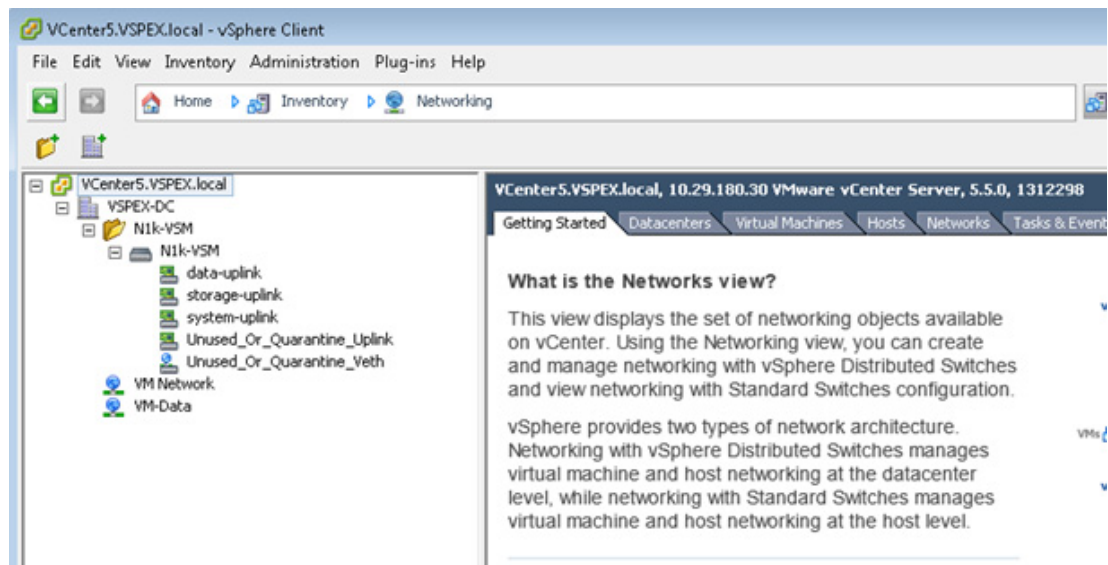 VCenter5.VSPEX.local - vSphere Client
File Edit View Inventory Administration Plug-ins Help
Home Inventory Networking
VCenter5.VSPEX.local
VSPEX-DC
N1k-VSM
N1k-VSM
data-uplink
storage-uplink
system-uplink
Unused_Or_Quarantine_Uplink
Unused_Or_Quarantine_Veth
VM Network
VM-Data
VCenter5.VSPEX.local, 10.29.180.30 VMware vCenter Server, 5.5.0, 1312298
Getting Started Datacenters Virtual Machines Hosts Networks Tasks & Event
What is the Networks view?
This view displays the set of networking objects available
on vCenter. Using the Networking view, you can create
and manage networking with vSphere Distributed Switches
and view networking with Standard Switches configuration.
vSphere provides two types of network architecture.
Networking with vSphere Distributed Switches manages
virtual machine and host networking at the datacenter
level, while networking with Standard Switches manages
virtual machine and host networking at the host level.
VMs